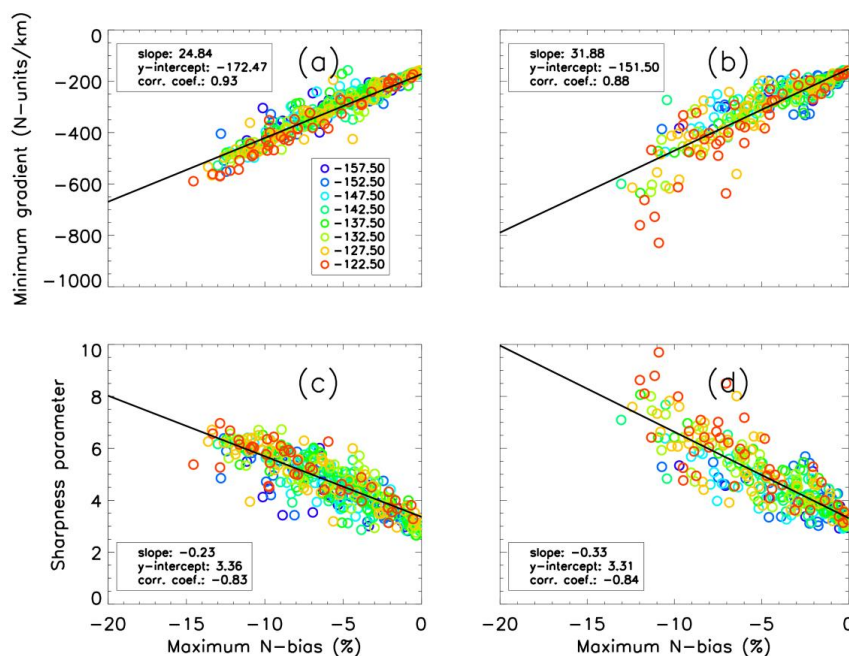 0
-200
-400
-600
-800
-1000
Minimum gradient (N-units/km)
slope: 24.84
y-intercept: -172.47
corr. coef.: 0.93
(a)
-157.50
-152.50
-147.50
-142.50
-137.50
-132.50
-127.50
-122.50
slope: 31.88
y-intercept: -151.50
corr. coef.: 0.88
(b)
10
8
6
4
2
0
Sharpness parameter
(c)
slope: -0.23
y-intercept: 3.36
corr. coef.: -0.83
-20
-15
-10
-5
0
Maximum N-bias (%)
(d)
slope: -0.33
y-intercept: 3.31
corr. coef.: -0.84
-20
-15
-10
-5
0
Maximum N-bias (%)